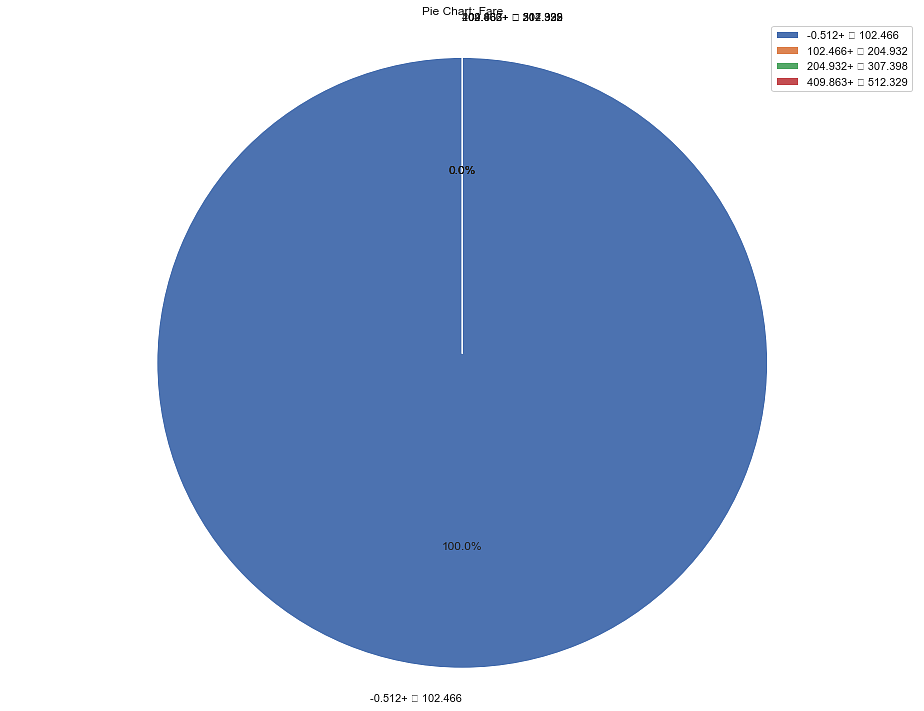 Pie Chart: Fare
-0.512+ □ 102.466
102.466+ □ 204.932
204.932+ □ 307.398
409.863+ □ 512.329
0.0%
100.0%
-0.512+ □ 102.466